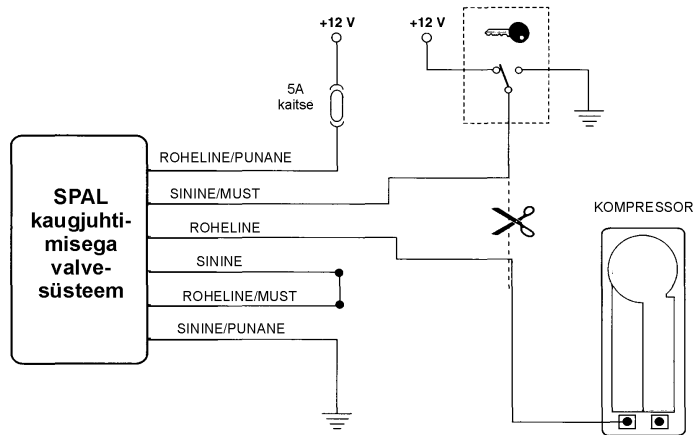 +12 V
+12 V
5A
kaitse
ROHELINE/PUNANE
SPAL
kaugjuhti-
misega
valve-
süsteem
SININE/MUST
KOMPRESSOR
ROHELINE
SININE
ROHELINE/MUST
SININE/PUNANE